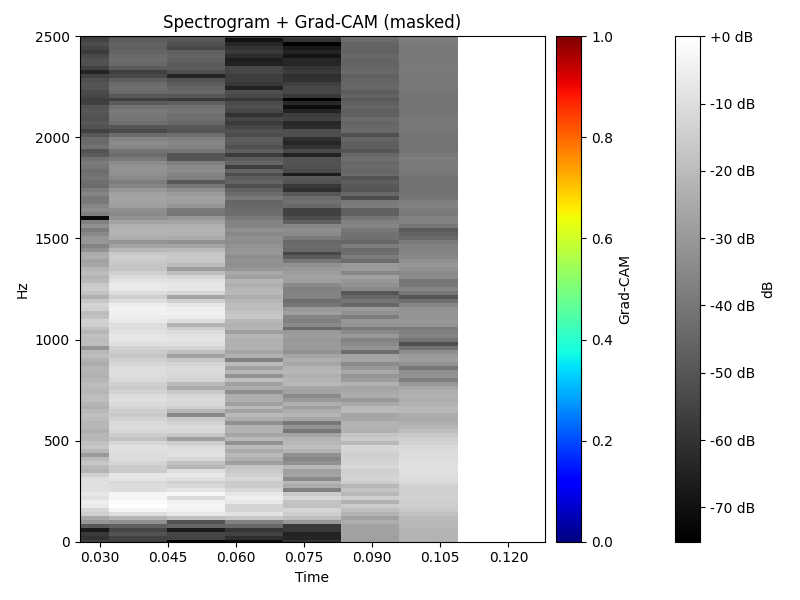 Spectrogram + Grad-CAM (masked)
2500
2000
1500
1000
500
0
Hz
0.030
0.045
0.060
0.075
0.090
0.105
0.120
Time
1.0
0.8
0.6
0.4
0.2
0.0
Grad-CAM
+0 dB
-10 dB
-20 dB
-30 dB
-40 dB
-50 dB
-60 dB
-70 dB
dB